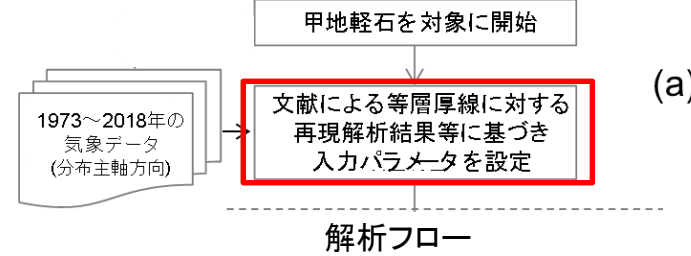 甲地軽石を対象に開始
(a)
文献による等層厚線に対する
再現解析結果等に基づき
入力パラメータを設定
1973～2018年の
気象データ
(分布主軸方向)
解析フロー